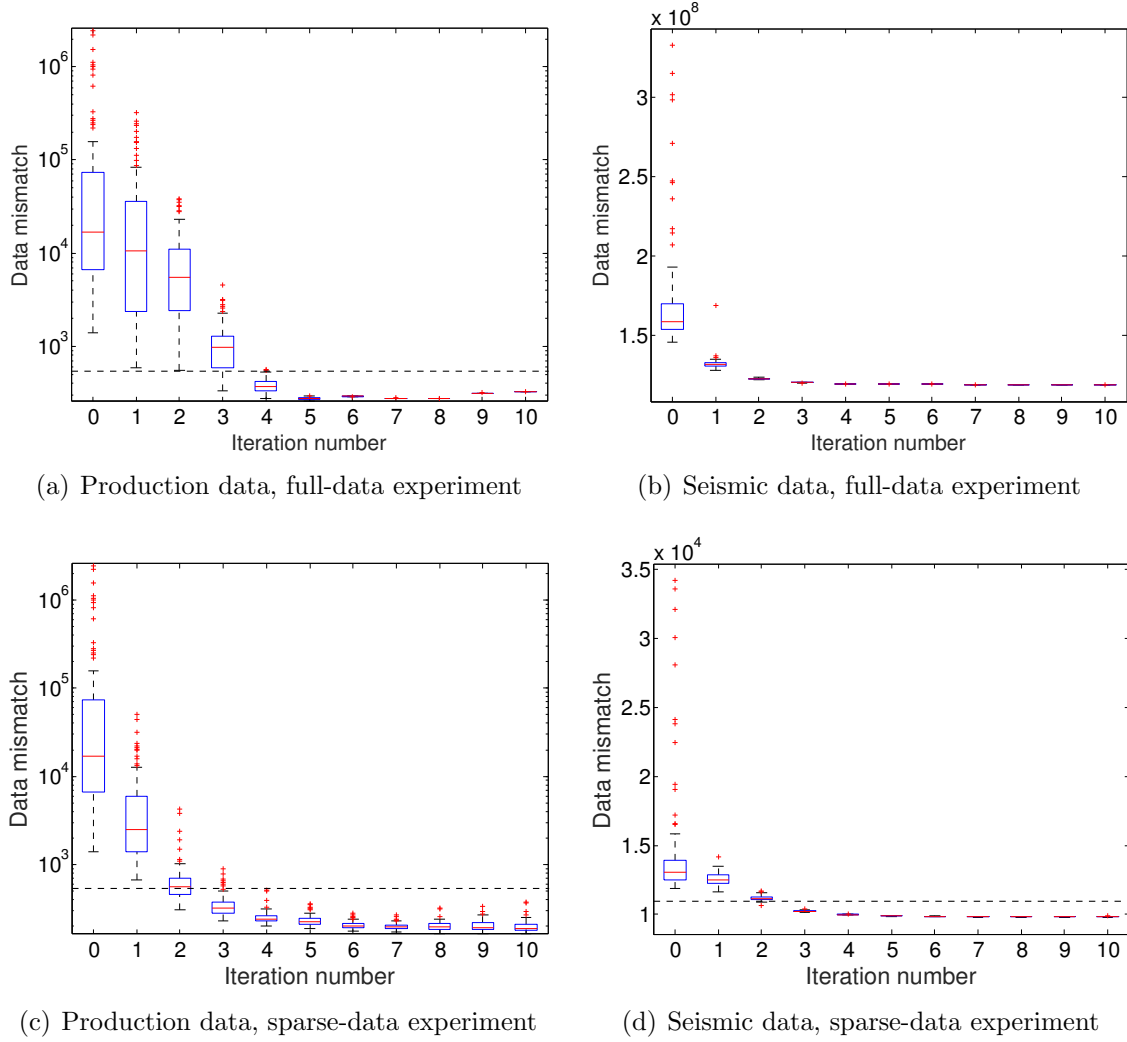 10^6
10^5
10^4
10^3
Data mismatch
0 1 2 3 4 5 6 7 8 9 10
Iteration number
(a) Production data, full-data experiment
x 10^8
3
2.5
2
1.5
Data mismatch
0 1 2 3 4 5 6 7 8 9 10
Iteration number
(b) Seismic data, full-data experiment
10^6
10^5
10^4
10^3
Data mismatch
0 1 2 3 4 5 6 7 8 9 10
Iteration number
(c) Production data, sparse-data experiment
x 10^4
3.5
3
2.5
2
1.5
1
Data mismatch
0 1 2 3 4 5 6 7 8 9 10
Iteration number
(d) Seismic data, sparse-data experiment